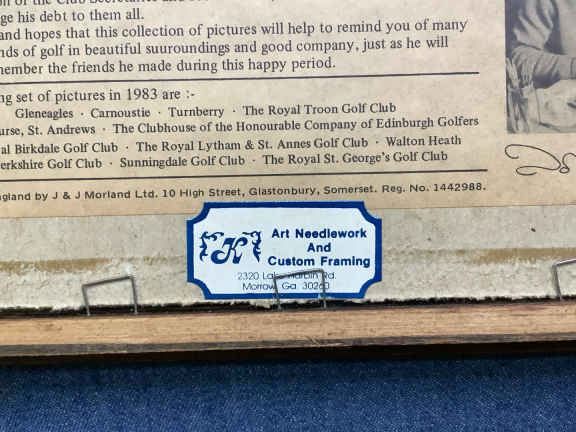 ge his debt to them all.
and hopes that this collection of pictures will help to remind you of many
nds of golf in beautiful suuroundings and good company, just as he will
member the friends he made during this happy period.
ng set of pictures in 1983 are :-
Gleneagles · Carnoustie · Turnberry · The Royal Troon Golf Club
urse, St. Andrews · The Clubhouse of the Honourable Company of Edinburgh Golfers
al Birkdale Golf Club · The Royal Lytham & St. Annes Golf Club · Walton Heath
erkshire Golf Club · Sunningdale Golf Club · The Royal St. George's Golf Club
ngland by J & J Morland Ltd. 10 High Street, Glastonbury, Somerset. Reg. No. 1442988.
K
Art Needlework
And
Custom Framing
2320 Lake Harbin Rd.
Morrow, Ga. 30260